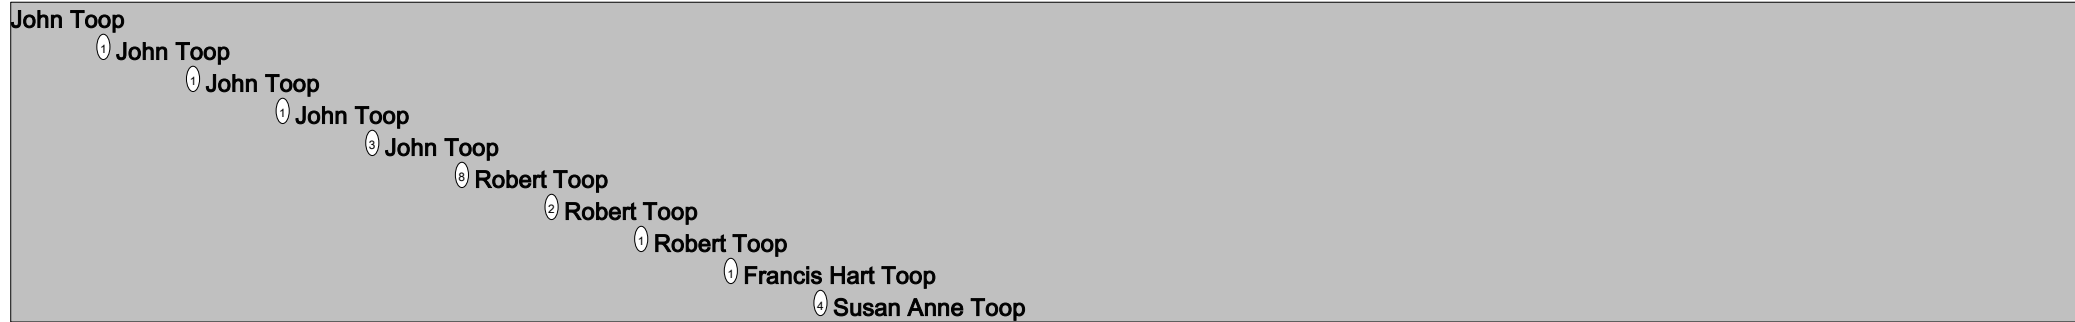 John Toop
1 John Toop
1 John Toop
1 John Toop
3 John Toop
8 Robert Toop
2 Robert Toop
1 Robert Toop
1 Francis Hart Toop
4 Susan Anne Toop